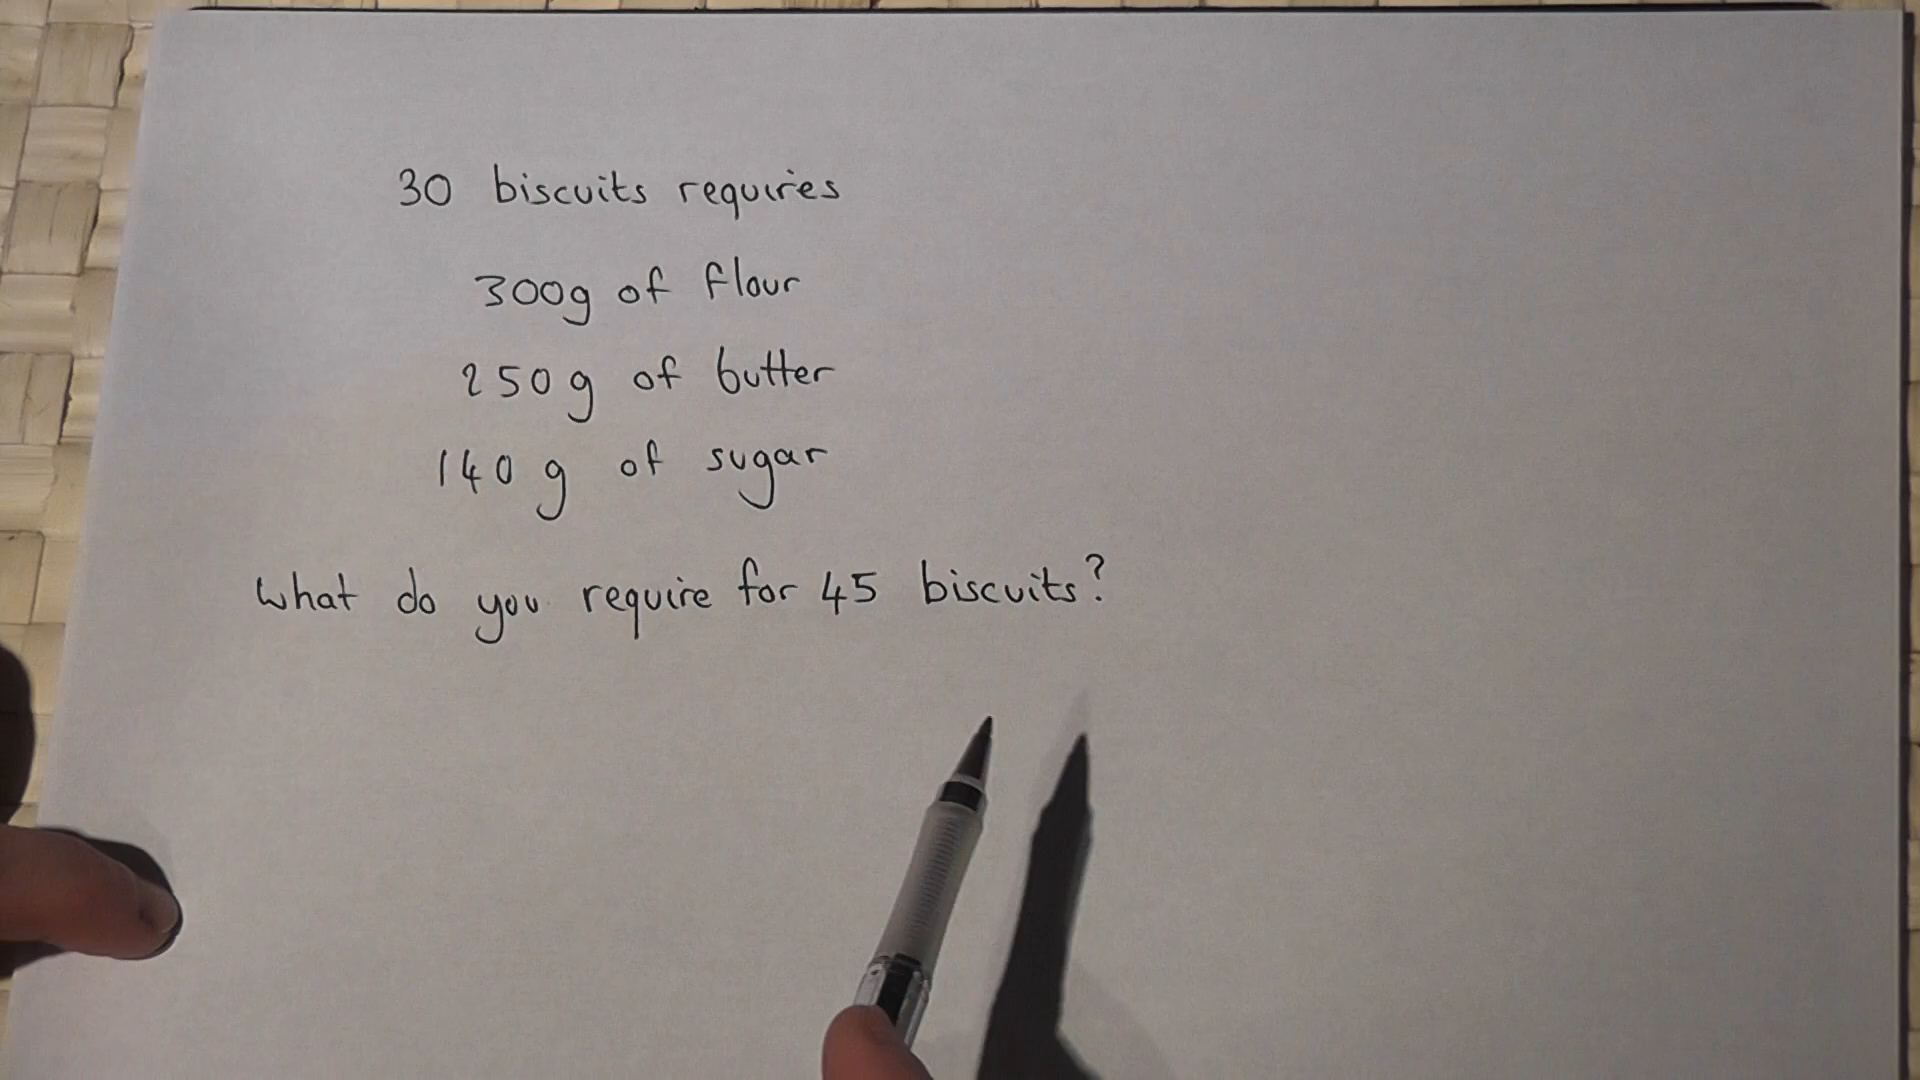 30 biscuits requires
300g of flour
250g of butter
140g of sugar
What do you require for 45 biscuits?